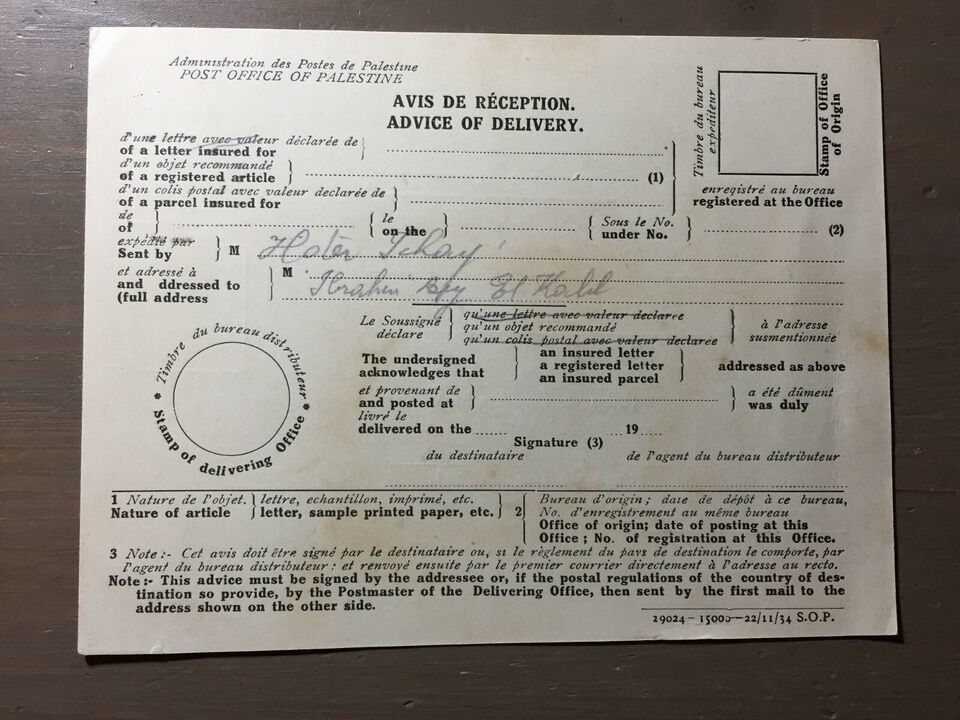 Administration des Postes de Palestine
POST OFFICE OF PALESTINE
AVIS DE RÉCEPTION.
ADVICE OF DELIVERY.
Timbre du bureau expéditeur
Stamp of Office of Origin
d'une lettre avec valeur déclarée de
of a letter insured for
d'un objet recommandé
of a registered article (1)
d'un colis postal avec valeur declarée de
of a parcel insured for
enregistré au bureau
registered at the Office
de le Sous le No.
of on the under No. (2)
expédié par
Sent by M
et adressé à M
and ddressed to Ibrahim Bey El Kalil
(full address
Timbre du bureau distributeur
* Stamp of delivering Office *
Le Soussigné déclare
qu'une lettre avec valeur declarée
qu'un objet recommandé
qu'un colis postal avec valeur declarée
à l'adresse susmentionnée
The undersigned acknowledges that
an insured letter
a registered letter
an insured parcel
addressed as above
et provenant de a été dûment
and posted at was duly
livré le
delivered on the 19
Signature (3)
du destinataire de l'agent du bureau distributeur
1 Nature de l'objet. lettre, echantillon, imprimé, etc.
Nature of article letter, sample printed paper, etc.
2 Bureau d'origin; date de dépôt à ce bureau,
No. d'enregistrement au même bureau
Office of origin; date of posting at this
Office; No. of registration at this Office.
3 Note:- Cet avis doit être signé par le destinataire ou, si le règlement du pays de destination le comporte, par
l'agent du bureau distributeur: et renvoyé ensuite par le premier courrier directement à l'adresse au recto.
Note:- This advice must be signed by the addressee or, if the postal regulations of the country of des-
tination so provide, by the Postmaster of the Delivering Office, then sent by the first mail to the
address shown on the other side.
29024-15000-22/11/34 S.O.P.